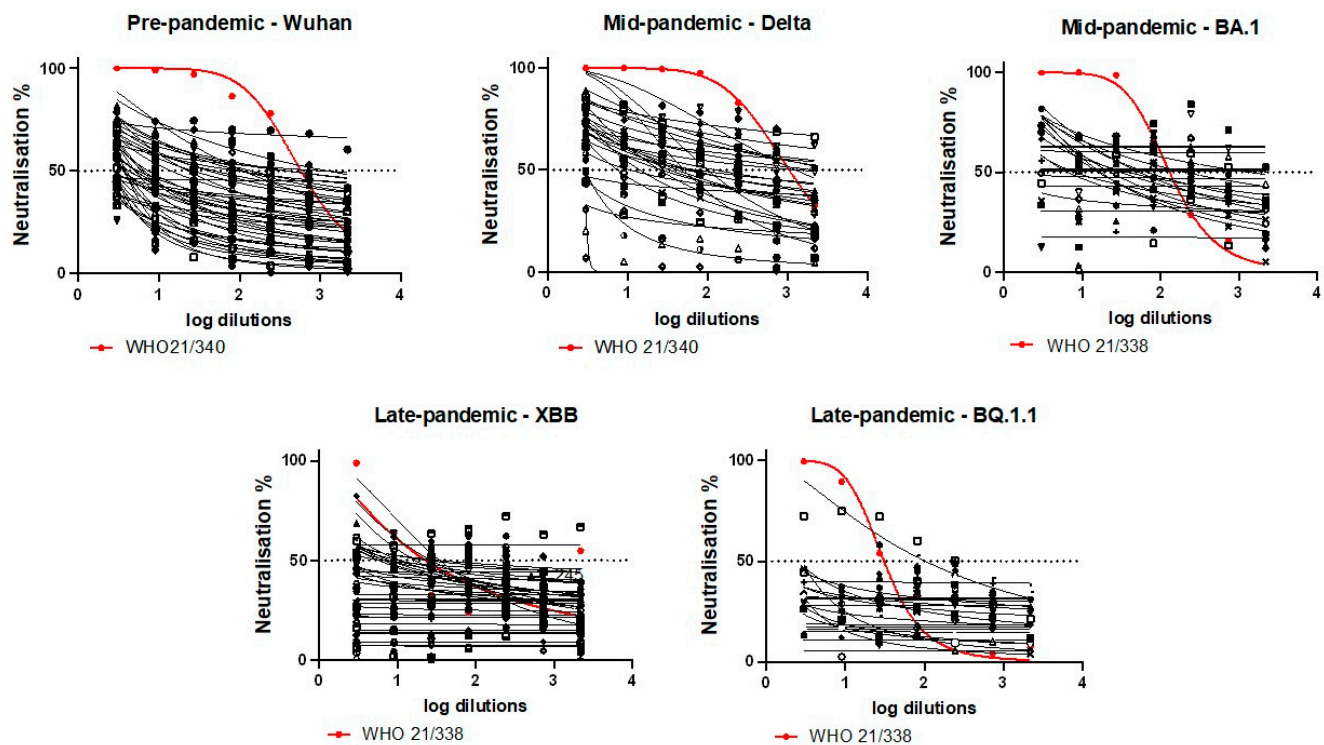 Pre-pandemic - Wuhan
Neutralisation %
100
50
0
0 1 2 3 4
log dilutions
WHO21/340
Mid-pandemic - Delta
Neutralisation %
100
50
0
0 1 2 3 4
log dilutions
WHO 21/340
Mid-pandemic - BA.1
Neutralisation %
100
50
0
0 1 2 3 4
log dilutions
WHO 21/338
Late-pandemic - XBB
Neutralisation %
100
50
0
0 1 2 3 4
log dilutions
WHO 21/338
Late-pandemic - BQ.1.1
Neutralisation %
100
50
0
0 1 2 3 4
log dilutions
WHO 21/338